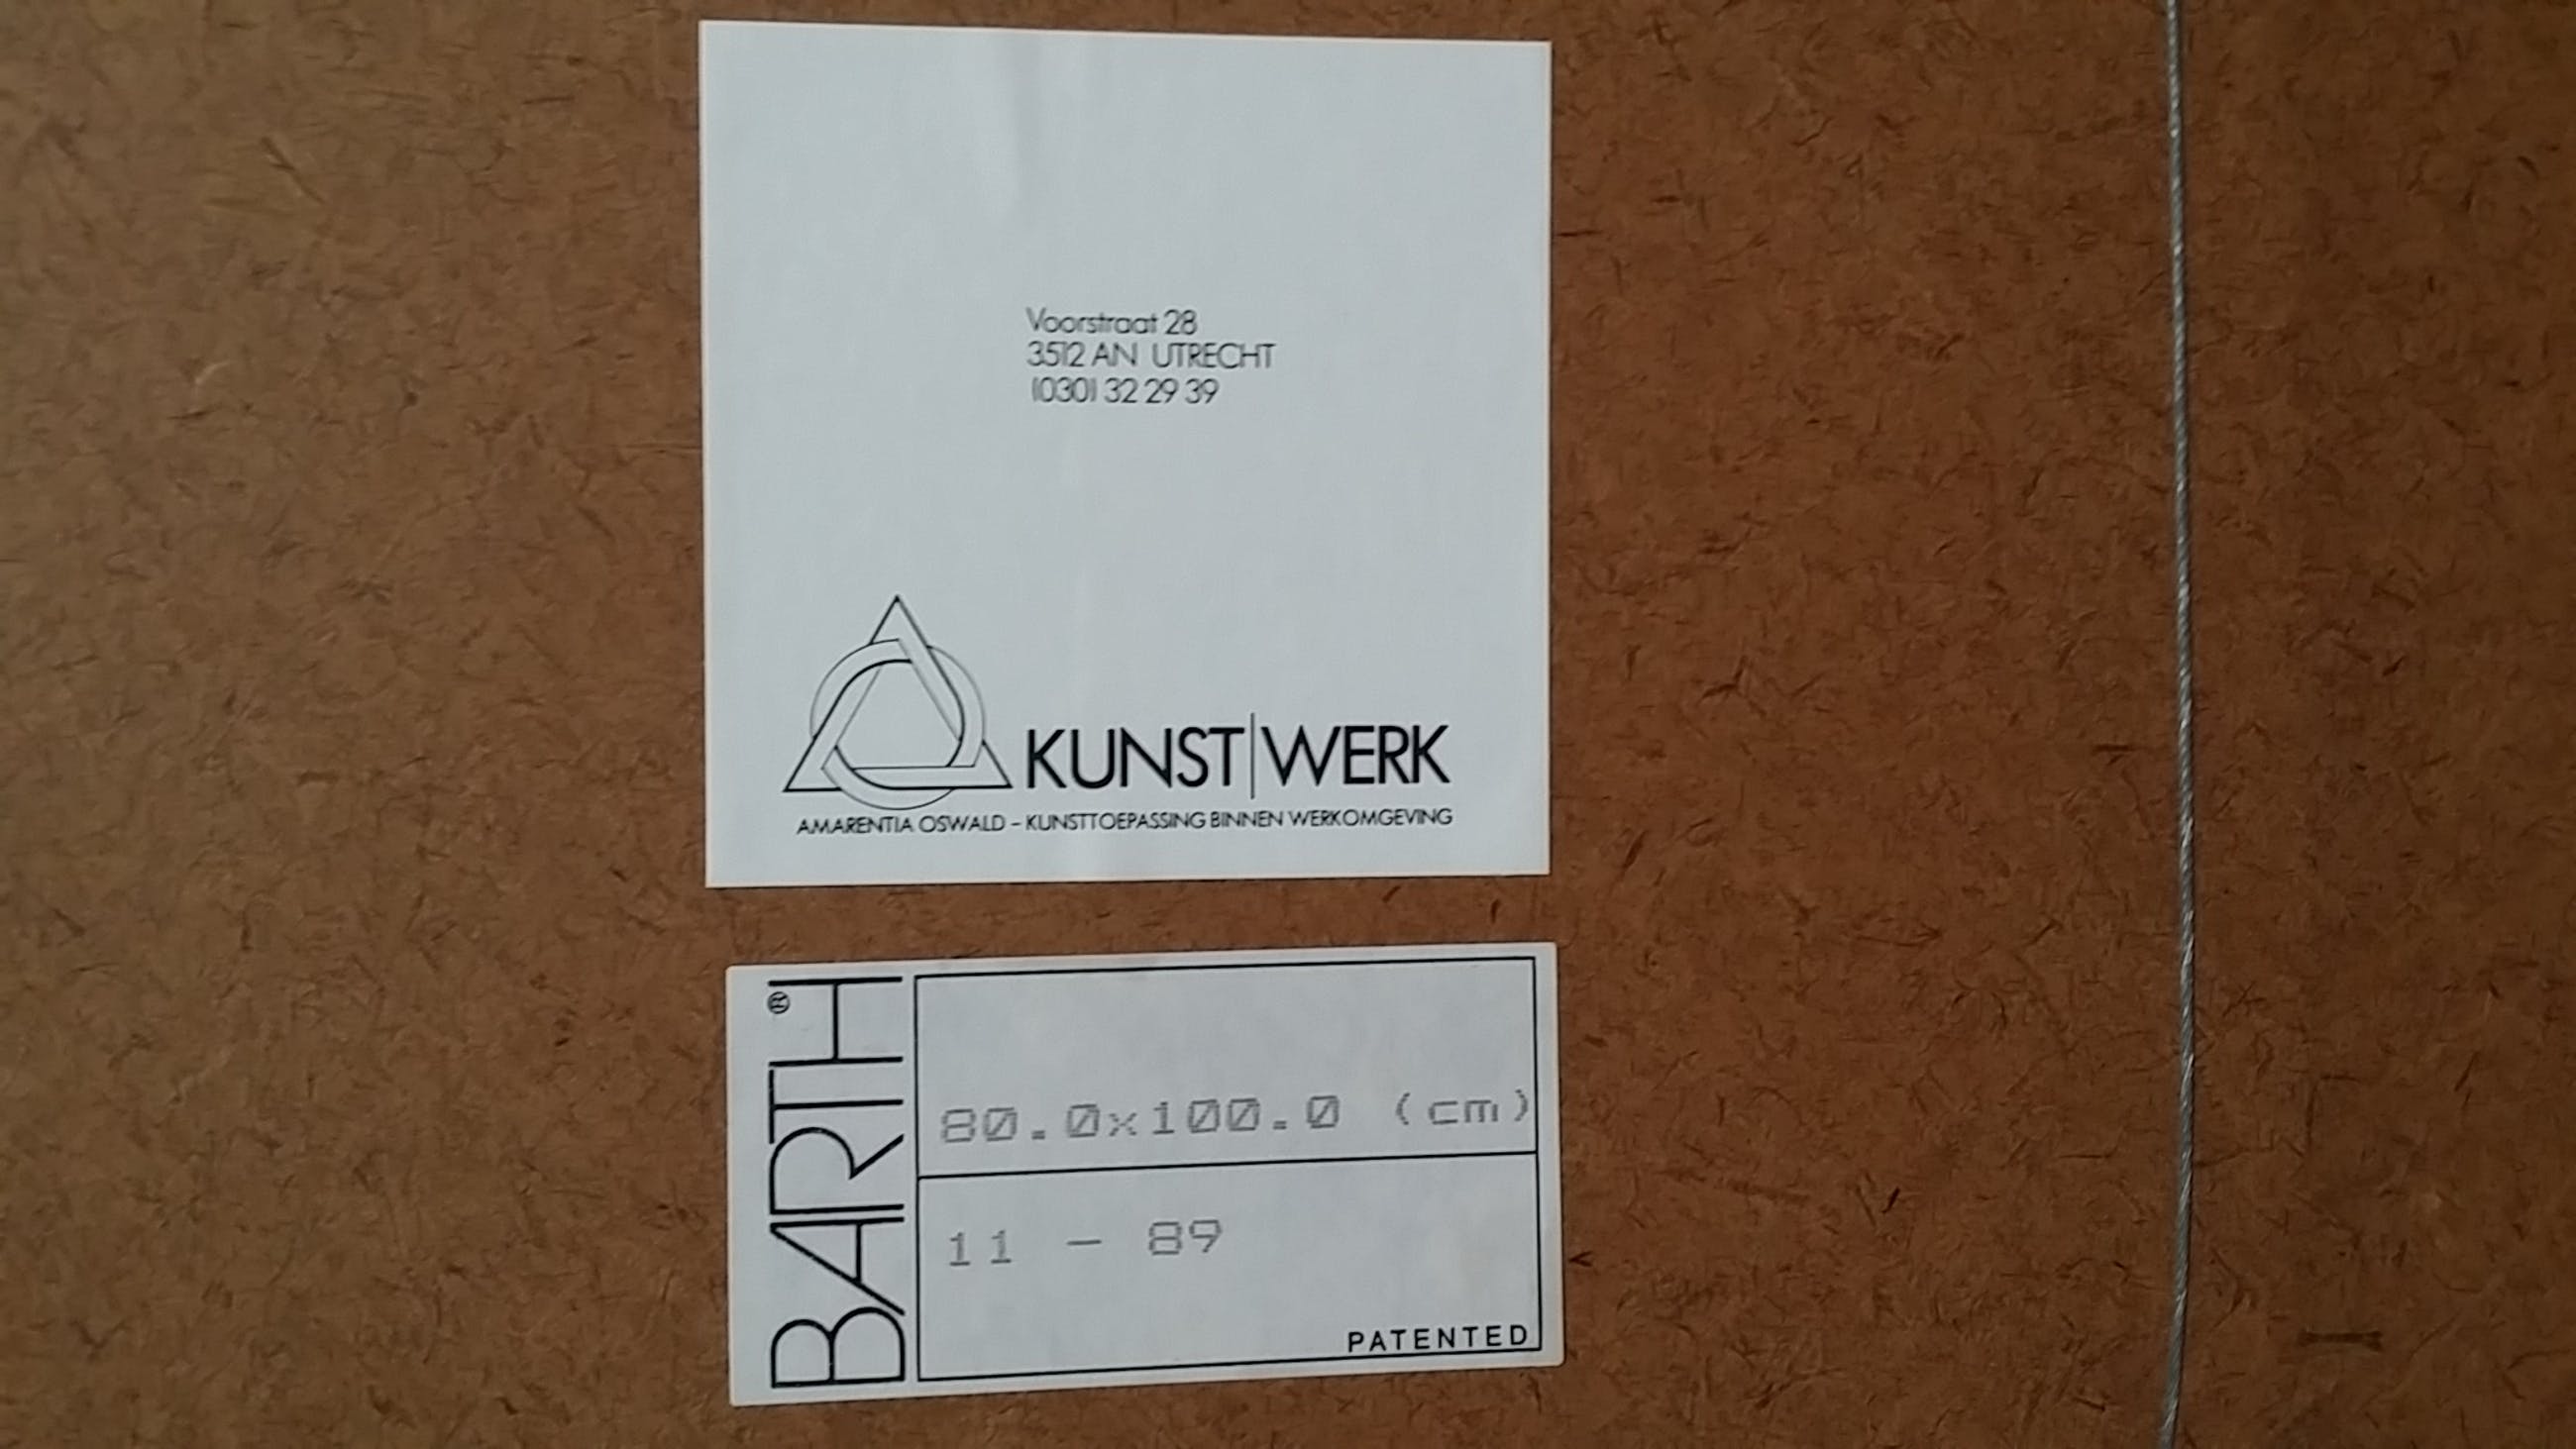 Voorstraat 28
3512 AN UTRECHT
(030) 32 29 39
KUNST|WERK
AMARENTIA OSWALD – KUNSTTOEPASSING BINNEN WERKOMGEVING
BARTH®
80.0x100.0 (cm)
11 - 89
PATENTED